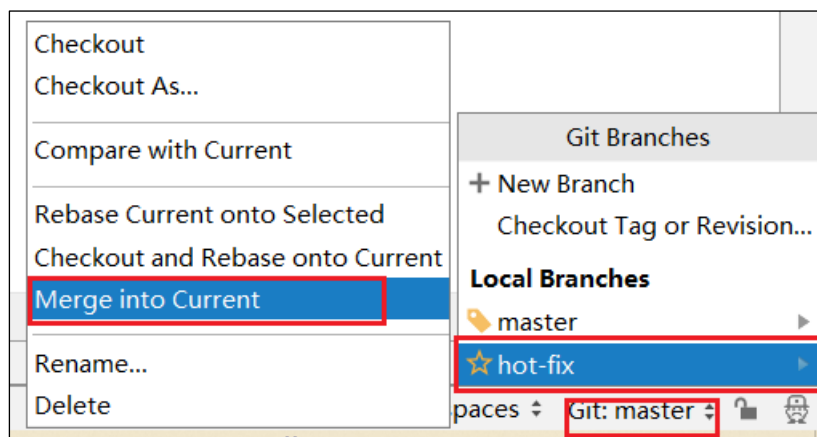 Checkout
Checkout As...
Compare with Current
Rebase Current onto Selected
Checkout and Rebase onto Current
Merge into Current
Rename...
Delete
Git Branches
+ New Branch
Checkout Tag or Revision...
Local Branches
master
hot-fix
paces
Git: master